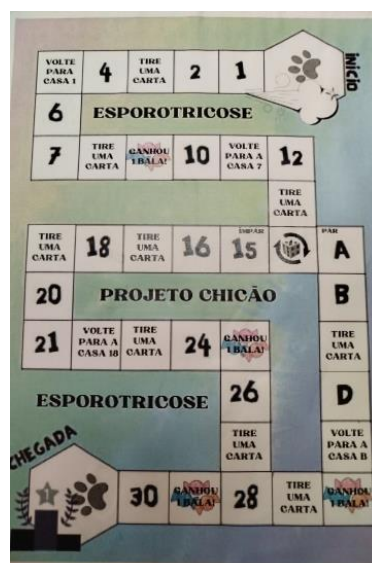 INÍCIO
VOLTE PARA CASA 1
4
TIRE UMA CARTA
2
1
6
ESPOROTRICOSE
7
TIRE UMA CARTA
GANHOU 1 BALA!
10
VOLTE PARA A CASA 7
12
TIRE UMA CARTA
TIRE UMA CARTA
18
TIRE UMA CARTA
16
ÍMPAR
15
PAR
A
20
PROJETO CHICÃO
B
21
VOLTE PARA A CASA 18
TIRE UMA CARTA
24
GANHOU 1 BALA!
TIRE UMA CARTA
ESPOROTRICOSE
26
D
TIRE UMA CARTA
VOLTE PARA A CASA B
CHEGADA
1
30
GANHOU 1 BALA!
28
TIRE UMA CARTA
GANHOU 1 BALA!